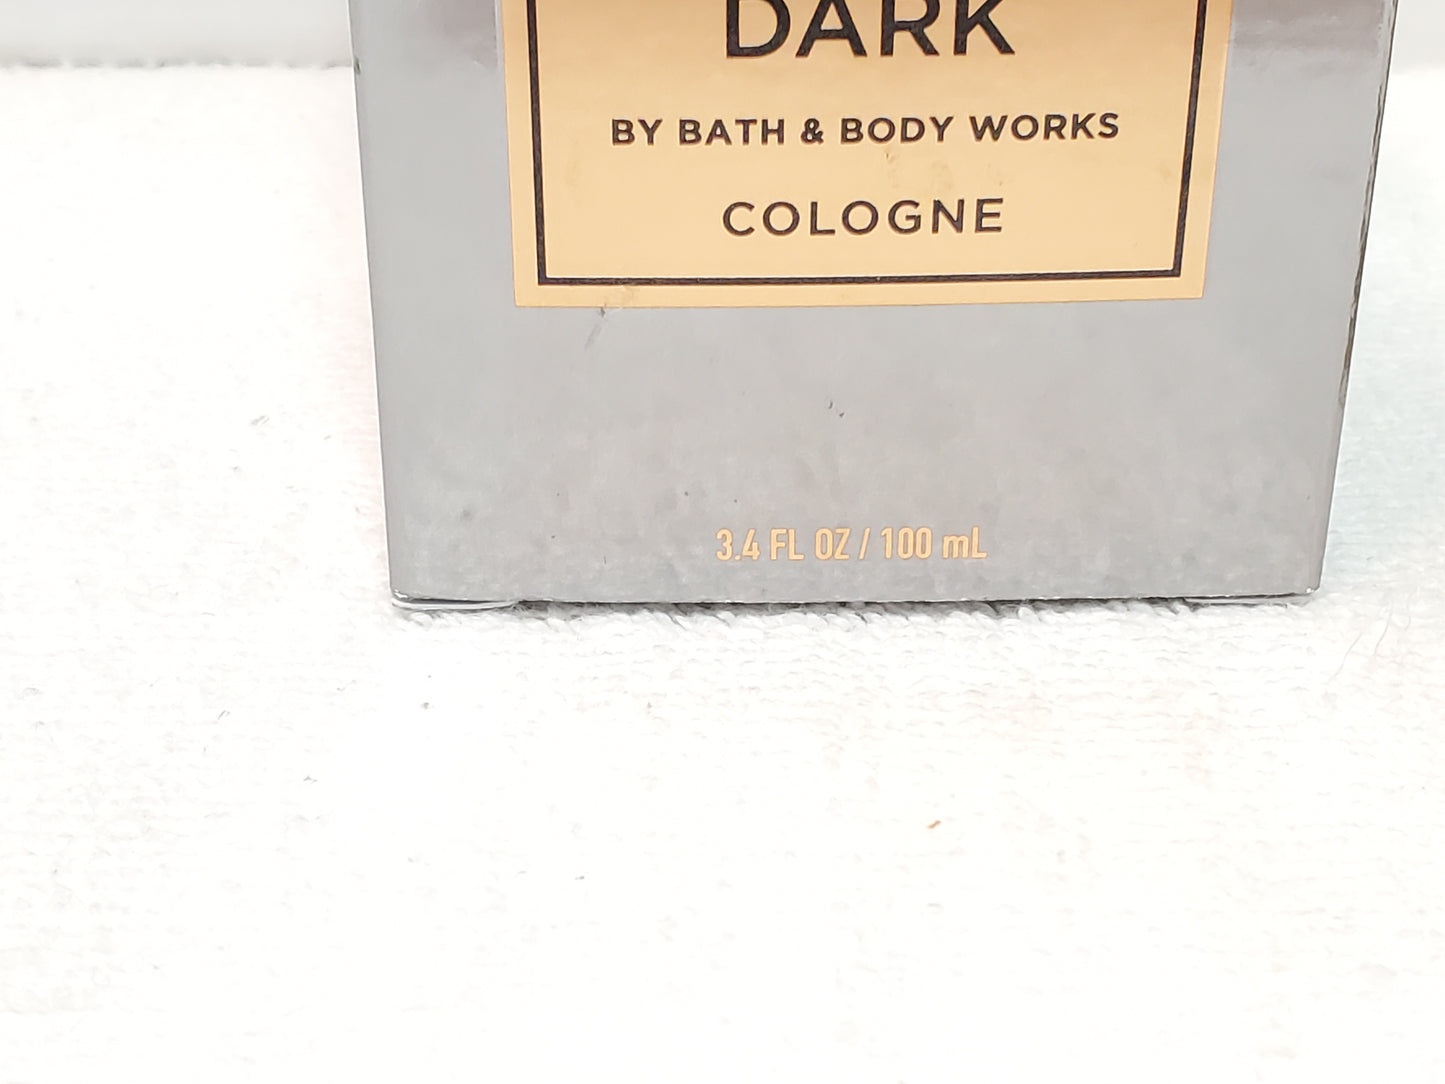 DARK
BY BATH & BODY WORKS
COLOGNE
3.4 FL OZ / 100 mL